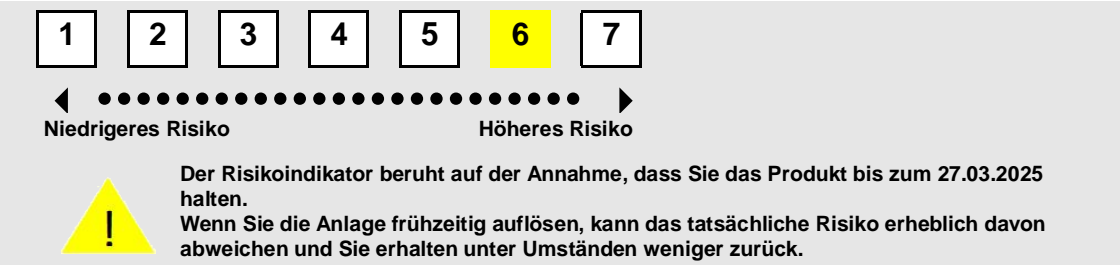 1 2 3 4 5 6 7
Niedrigeres Risiko Höheres Risiko
Der Risikoindikator beruht auf der Annahme, dass Sie das Produkt bis zum 27.03.2025
halten.
Wenn Sie die Anlage frühzeitig auflösen, kann das tatsächliche Risiko erheblich davon
abweichen und Sie erhalten unter Umständen weniger zurück.
!